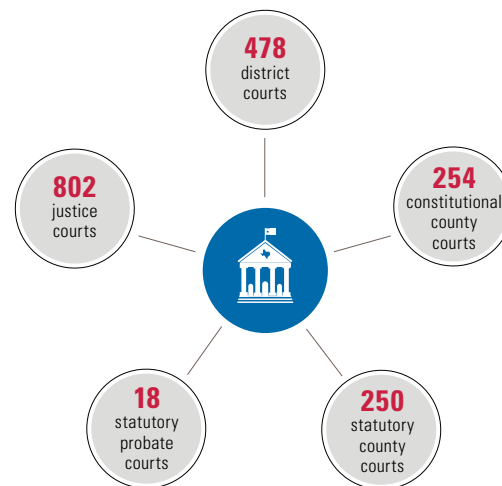 478
district
courts
802
justice
courts
254
constitutional
county
courts
18
statutory
probate
courts
250
statutory
county
courts